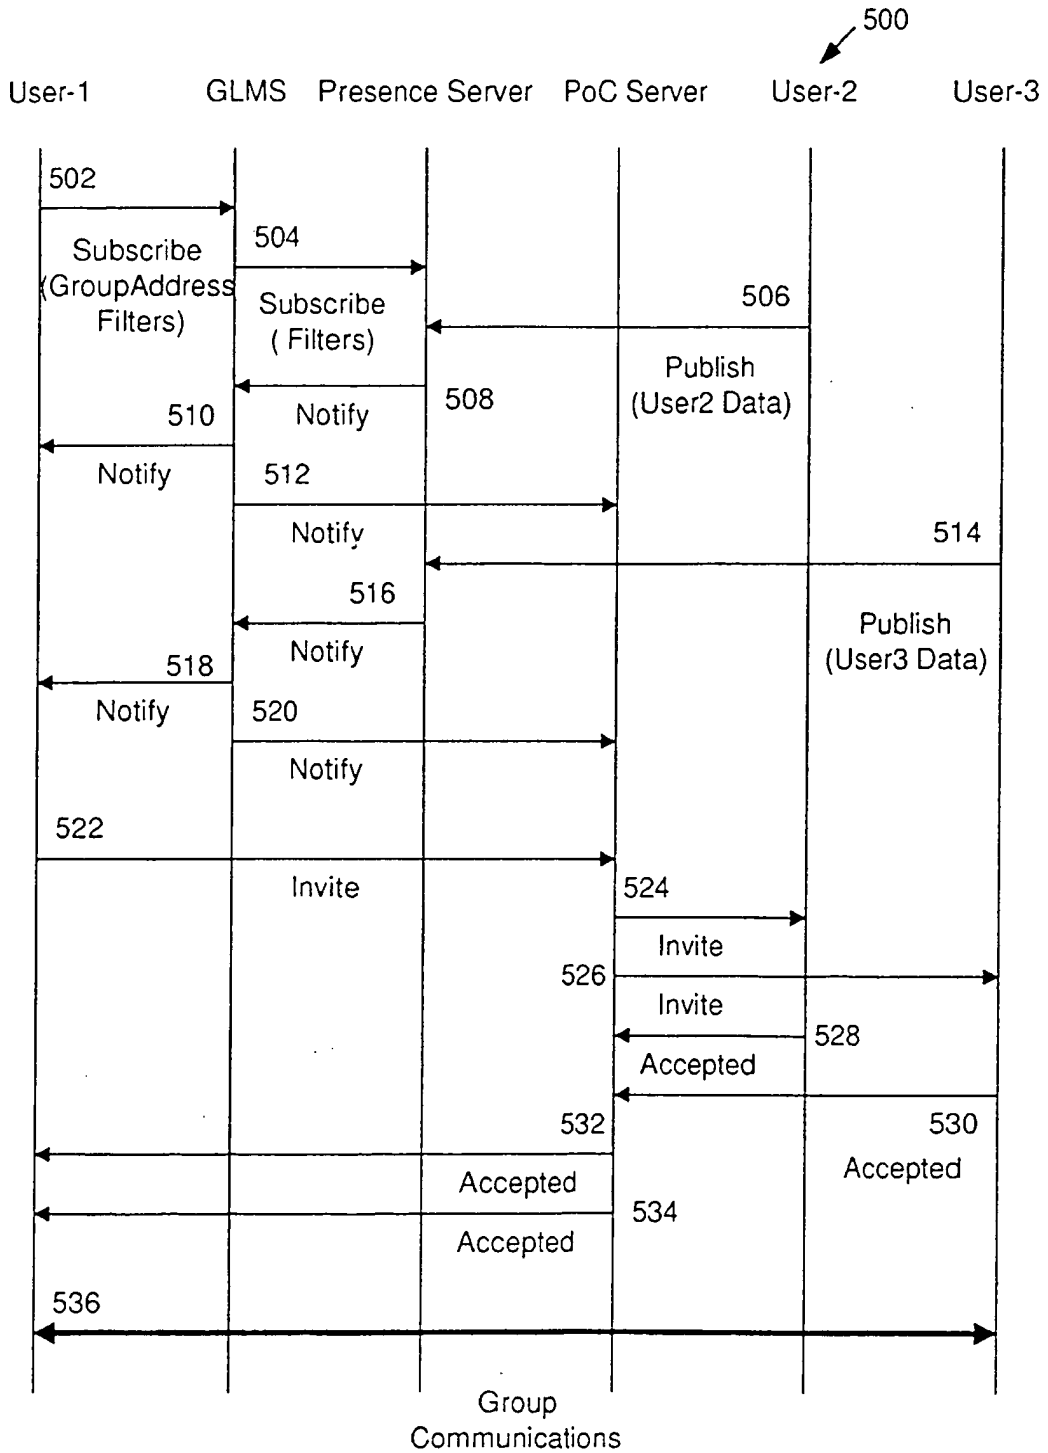 500
User-1 GLMS Presence Server PoC Server User-2 User-3
502
Subscribe
(GroupAddress
Filters)
504
Subscribe
( Filters)
506
Publish
(User2 Data)
508
Notify
510
Notify
512
Notify
514
Publish
(User3 Data)
516
Notify
518
Notify
520
Notify
522
Invite
524
Invite
526
Invite
528
Accepted
530
Accepted
532
Accepted
534
Accepted
536
Group
Communications